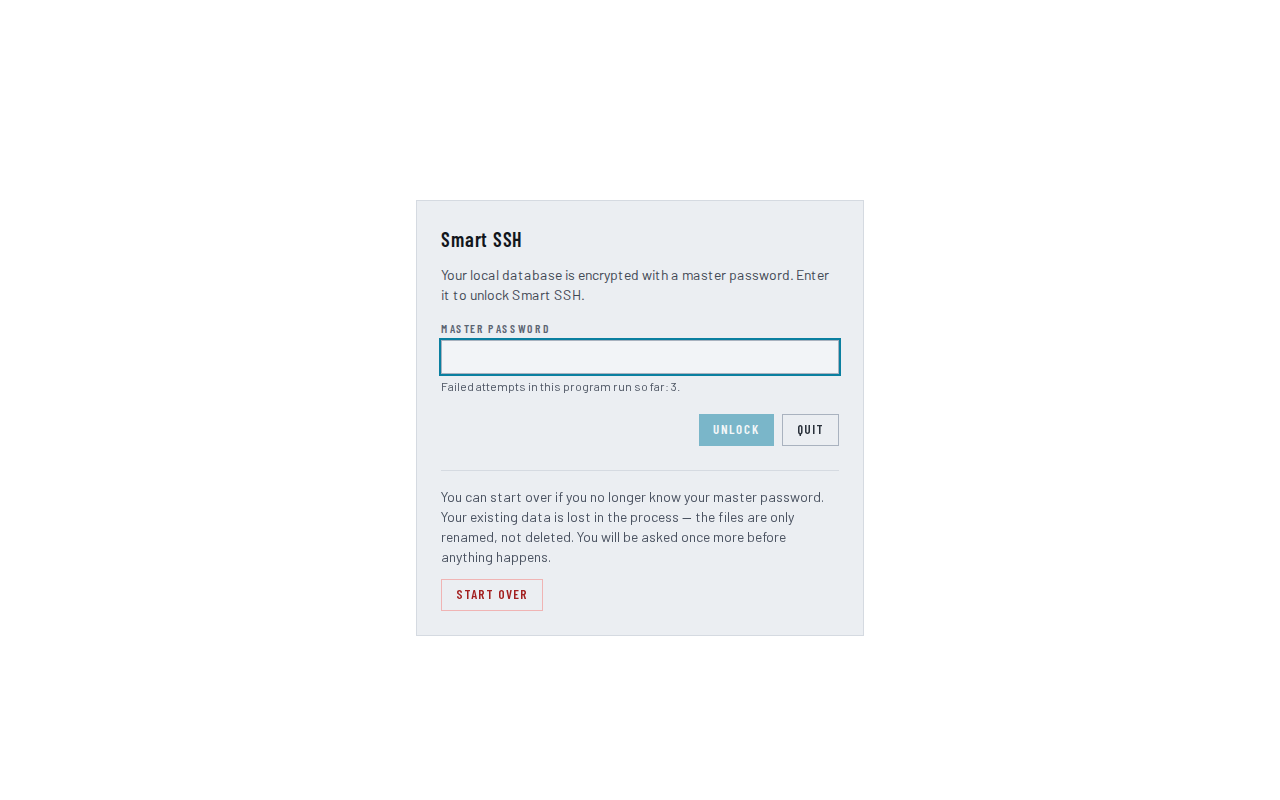 Smart SSH
Your local database is encrypted with a master password. Enter
it to unlock Smart SSH.
MASTER PASSWORD
Failed attempts in this program run so far: 3.
UNLOCK
QUIT
You can start over if you no longer know your master password.
Your existing data is lost in the process — the files are only
renamed, not deleted. You will be asked once more before
anything happens.
START OVER